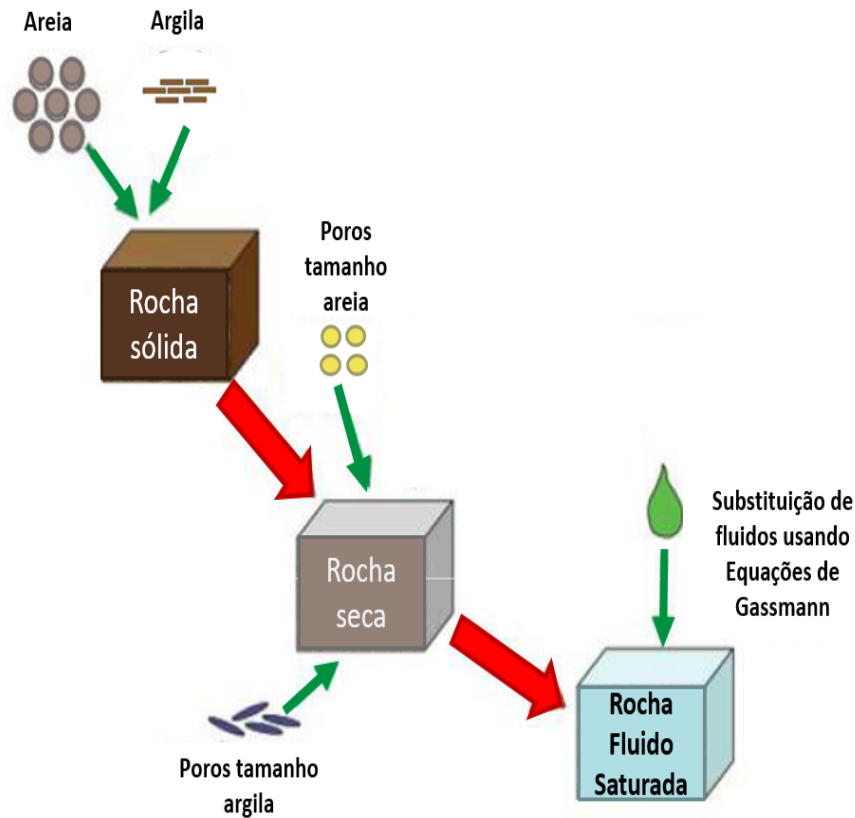 Areia
Argila
Rocha
sólida
Poros
tamanho
areia
Rocha
seca
Poros tamanho
argila
Substituição de
fluidos usando
Equações de
Gassmann
Rocha
Fluido
Saturada